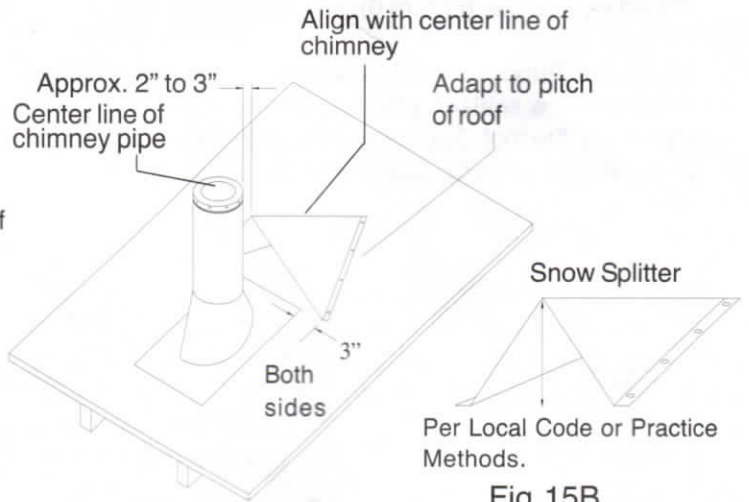 Align with center line of
chimney
Approx. 2” to 3”
Center line of
chimney pipe
Adapt to pitch
of roof
f
Snow Splitter
3”
Both
sides
Per Local Code or Practice
Methods.
Fig. 15B